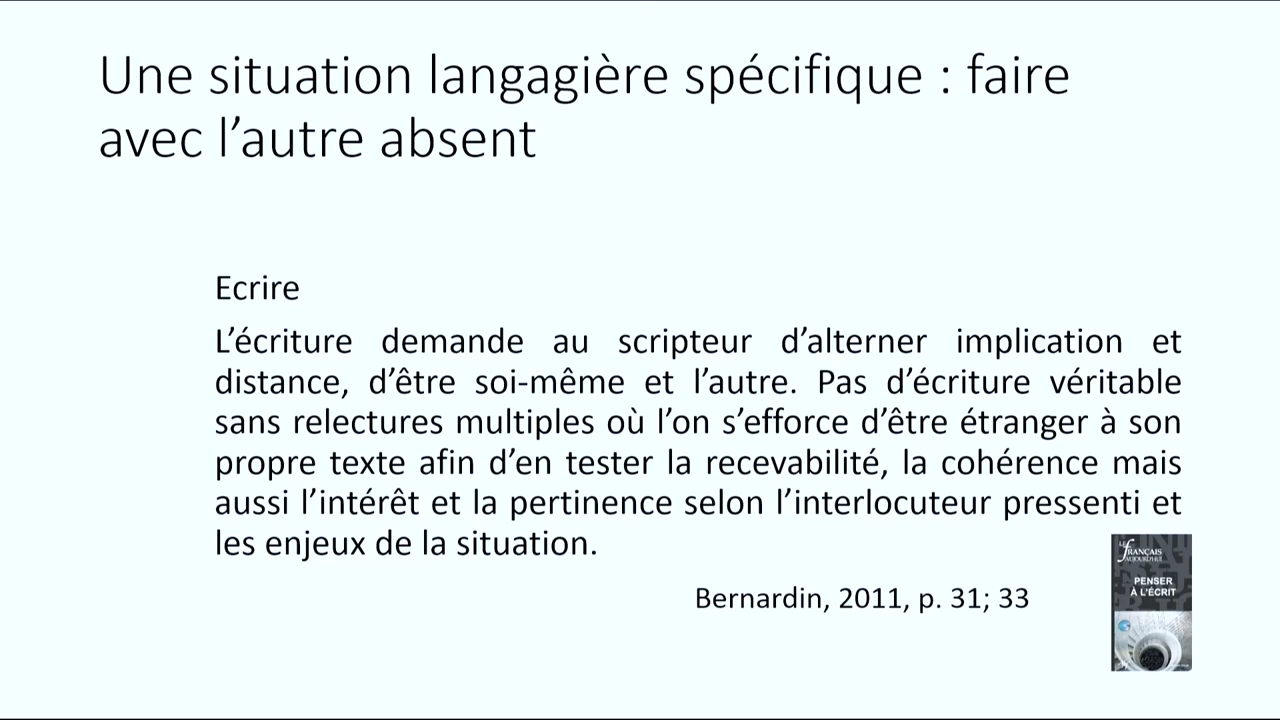 Une situation langagière spécifique : faire
avec l’autre absent
Ecrire
L’écriture demande au scripteur d’alterner implication et
distance, d’être soi-même et l’autre. Pas d’écriture véritable
sans relectures multiples où l’on s’efforce d’être étranger à son
propre texte afin d’en tester la recevabilité, la cohérence mais
aussi l’intérêt et la pertinence selon l’interlocuteur pressenti et
les enjeux de la situation.
Bernardin, 2011, p. 31; 33
LE
FRANÇAIS
AUJOURD'HUI
PENSER
À L'ÉCRIT